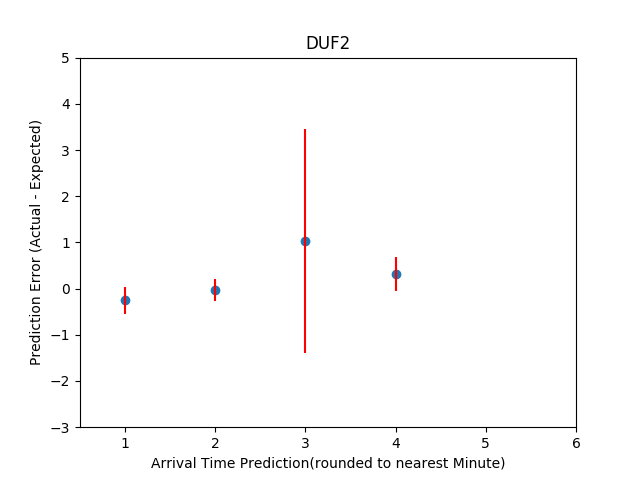 DUF2
5
4
3
2
1
0
−1
−2
−3
Prediction Error (Actual - Expected)
1 2 3 4 5 6
Arrival Time Prediction(rounded to nearest Minute)